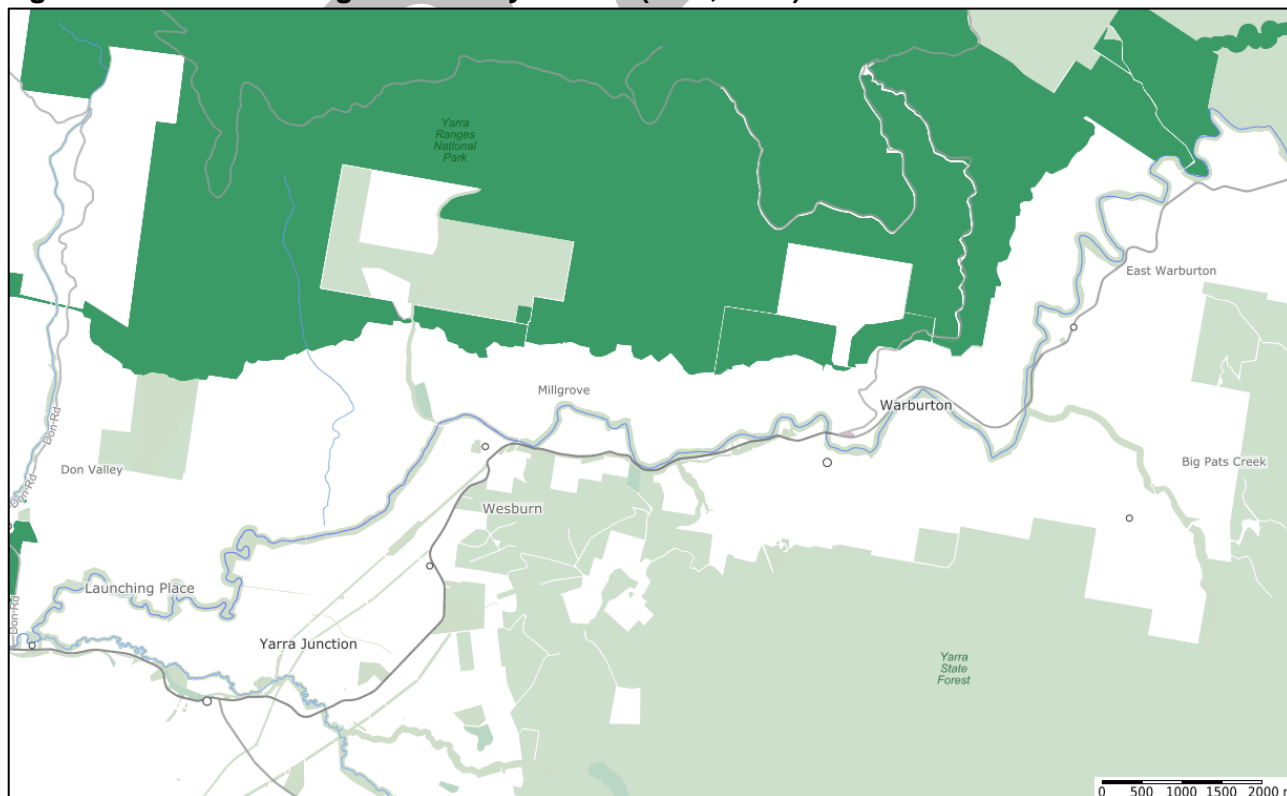 Yarra
Ranges
National
Park
East Warburton
Millgrove
Warburton
Don Rd
Don Valley
Big Pats Creek
Don Rd
Wesburn
Launching Place
Don Rd
Yarra Junction
Yarra
State
Forest
0 500 1000 1500 2000